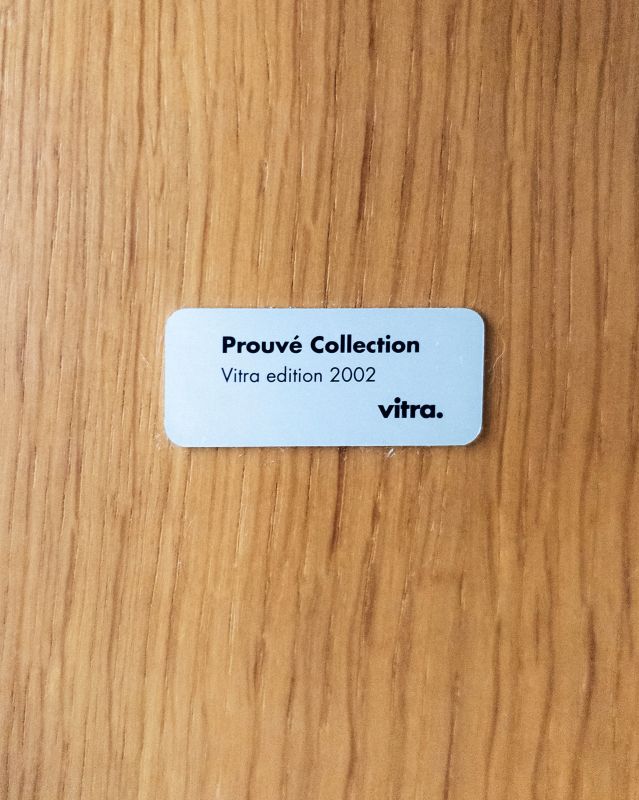 Prouvé Collection
Vitra edition 2002
vitra.